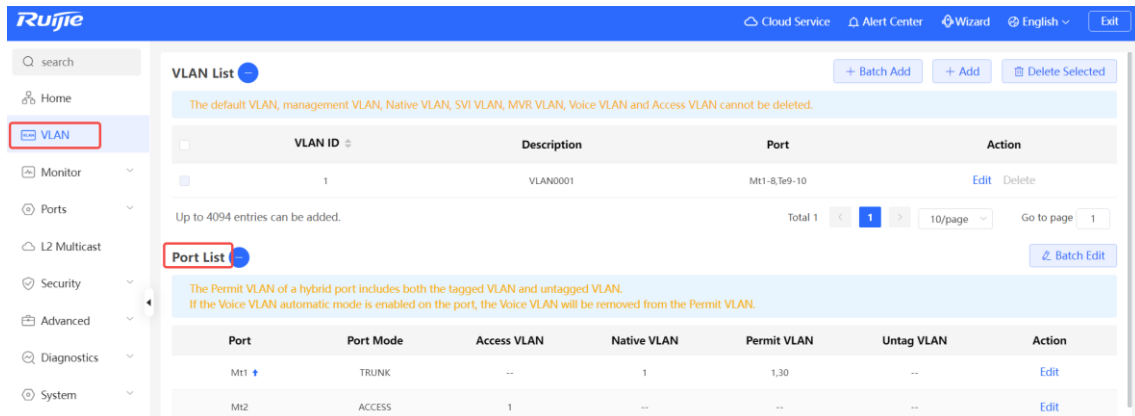 Ruijie
Cloud Service Alert Center Wizard English Exit
search
Home
VLAN
Monitor
Ports
L2 Multicast
Security
Advanced
Diagnostics
System
VLAN List
+ Batch Add + Add Delete Selected
The default VLAN, management VLAN, Native VLAN, SVI VLAN, MVR VLAN, Voice VLAN and Access VLAN cannot be deleted.
VLAN ID Description Port Action
1 VLAN0001 Mt1-8,Te9-10 Edit Delete
Up to 4094 entries can be added. Total 1 < 1 > 10/page Go to page 1
Port List
Batch Edit
The Permit VLAN of a hybrid port includes both the tagged VLAN and untagged VLAN.
If the Voice VLAN automatic mode is enabled on the port, the Voice VLAN will be removed from the Permit VLAN.
Port Port Mode Access VLAN Native VLAN Permit VLAN Untag VLAN Action
Mt1 TRUNK -- 1 1,30 -- Edit
Mt2 ACCESS 1 -- -- -- Edit